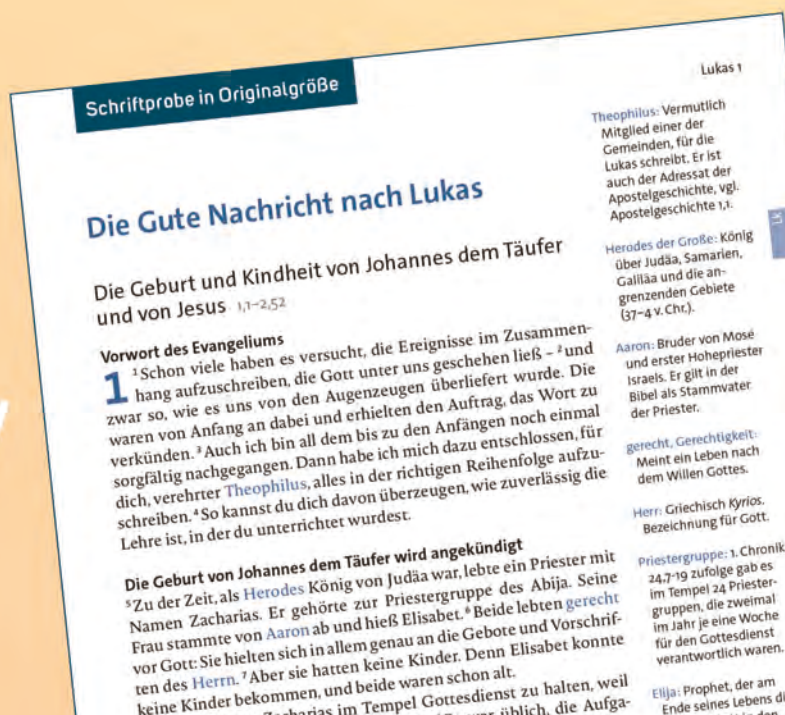 Schriftprobe in Originalgröße
Lukas 1
Die Gute Nachricht nach Lukas
Die Geburt und Kindheit von Johannes dem Täufer
und von Jesus 1,1–2,52
Vorwort des Evangeliums
1 ¹Schon viele haben es versucht, die Ereignisse im Zusammen-
hang aufzuschreiben, die Gott unter uns geschehen ließ – ²und
zwar so, wie es uns von den Augenzeugen überliefert wurde. Die
waren von Anfang an dabei und erhielten den Auftrag, das Wort zu
verkünden. ³Auch ich bin all dem bis zu den Anfängen noch einmal
sorgfältig nachgegangen. Dann habe ich mich dazu entschlossen, für
dich, verehrter Theophilus, alles in der richtigen Reihenfolge aufzu-
schreiben. ⁴So kannst du dich davon überzeugen, wie zuverlässig die
Lehre ist, in der du unterrichtet wurdest.
Die Geburt von Johannes dem Täufer wird angekündigt
⁵Zu der Zeit, als Herodes König von Judäa war, lebte ein Priester mit
Namen Zacharias. Er gehörte zur Priestergruppe des Abija. Seine
Frau stammte von Aaron ab und hieß Elisabet. ⁶Beide lebten gerecht
vor Gott: Sie hielten sich in allem genau an die Gebote und Vorschrif-
ten des Herrn. ⁷Aber sie hatten keine Kinder. Denn Elisabet konnte
keine Kinder bekommen, und beide waren schon alt.
Zacharias im Tempel Gottesdienst zu halten, weil
üblich, die Aufga-
Theophilus: Vermutlich
Mitglied einer der
Gemeinden, für die
Lukas schreibt. Er ist
auch der Adressat der
Apostelgeschichte, vgl.
Apostelgeschichte 1,1.
Herodes der Große: König
über Judäa, Samarien,
Galiläa und die an-
grenzenden Gebiete
(37–4 v. Chr.).
Aaron: Bruder von Mose
und erster Hohepriester
Israels. Er gilt in der
Bibel als Stammvater
der Priester.
gerecht, Gerechtigkeit:
Meint ein Leben nach
dem Willen Gottes.
Herr: Griechisch Kyrios.
Bezeichnung für Gott.
Priestergruppe: 1. Chronik
24,7-19 zufolge gab es
im Tempel 24 Priester-
gruppen, die zweimal
im Jahr je eine Woche
für den Gottesdienst
verantwortlich waren.
Elija: Prophet, der am
Ende seines Lebens
Lk